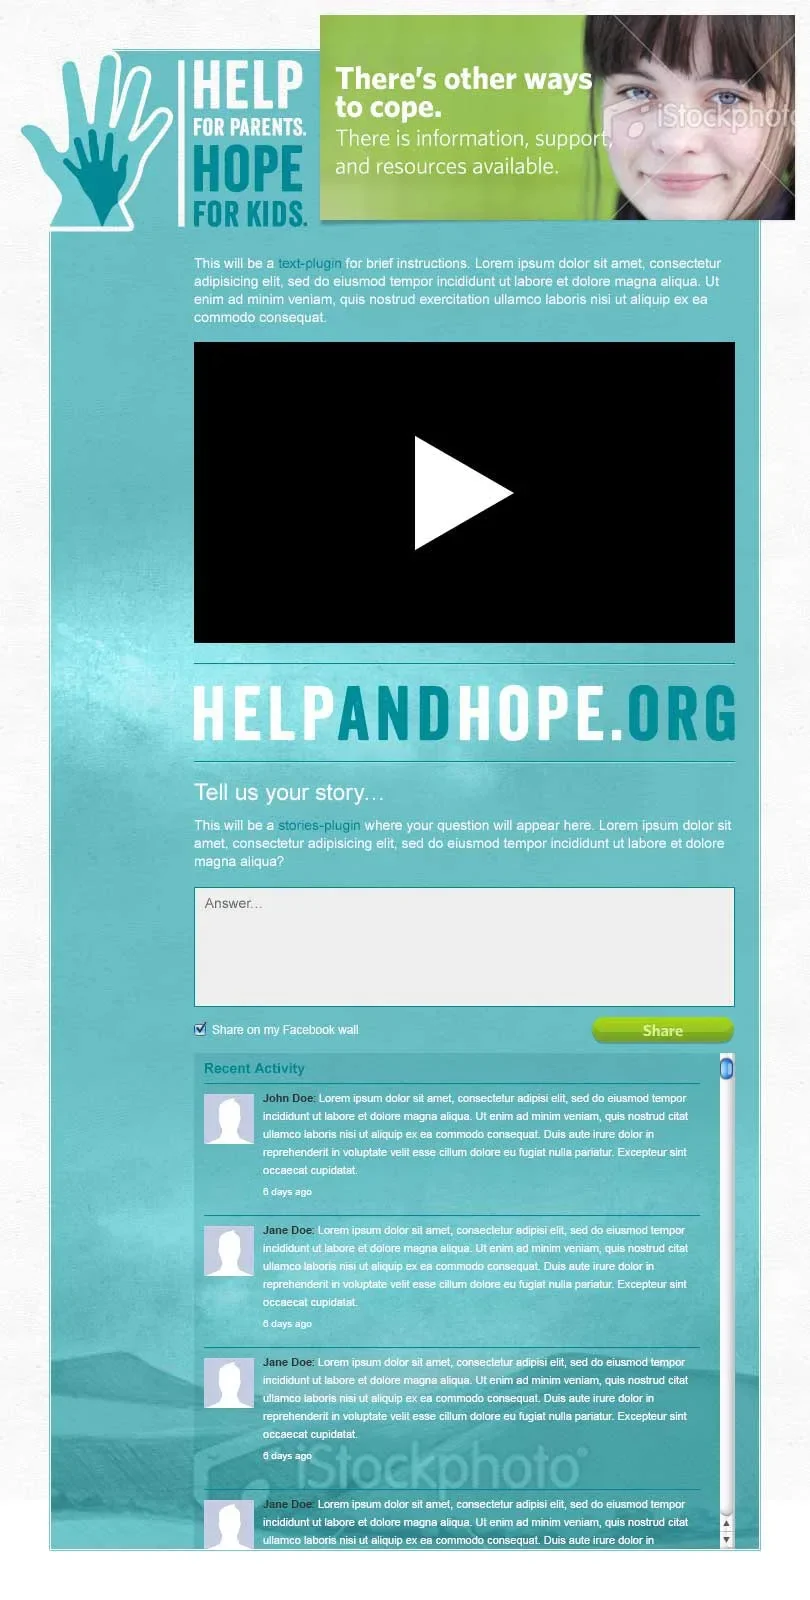 HELP
FOR PARENTS.
HOPE
FOR KIDS.
There's other ways
to cope.
There is information, support,
and resources available.
iStockphoto
This will be a text-plugin for brief instructions. Lorem ipsum dolor sit amet, consectetur
adipisicing elit, sed do eiusmod tempor incididunt ut labore et dolore magna aliqua. Ut
enim ad minim veniam, quis nostrud exercitation ullamco laboris nisi ut aliquip ex ea
commodo consequat.
HELPANDHOPE.ORG
Tell us your story...
This will be a stories-plugin where your question will appear here. Lorem ipsum dolor sit
amet, consectetur adipisicing elit, sed do eiusmod tempor incididunt ut labore et dolore
magna aliqua?
Answer...
Share on my Facebook wall
Share
Recent Activity
John Doe: Lorem ipsum dolor sit amet, consectetur adipisi elit, sed do eiusmod tempor
incididunt ut labore et dolore magna aliqua. Ut enim ad minim veniam, quis nostrud citat
ullamco laboris nisi ut aliquip ex ea commodo consequat. Duis aute irure dolor in
reprehenderit in voluptate velit esse cillum dolore eu fugiat nulla pariatur. Excepteur sint
occaecat cupidatat.
6 days ago
Jane Doe: Lorem ipsum dolor sit amet, consectetur adipisi elit, sed do eiusmod tempor
incididunt ut labore et dolore magna aliqua. Ut enim ad minim veniam, quis nostrud citat
ullamco laboris nisi ut aliquip ex ea commodo consequat. Duis aute irure dolor in
reprehenderit in voluptate velit esse cillum dolore eu fugiat nulla pariatur. Excepteur sint
occaecat cupidatat.
6 days ago
Jane Doe: Lorem ipsum dolor sit amet, consectetur adipisi elit, sed do eiusmod tempor
incididunt ut labore et dolore magna aliqua. Ut enim ad minim veniam, quis nostrud citat
ullamco laboris nisi ut aliquip ex ea commodo consequat. Duis aute irure dolor in
reprehenderit in voluptate velit esse cillum dolore eu fugiat nulla pariatur. Excepteur sint
occaecat cupidatat.
6 days ago
iStockphoto
Jane Doe: Lorem ipsum dolor sit amet, consectetur adipisi elit, sed do eiusmod tempor
incididunt ut labore et dolore magna aliqua. Ut enim ad minim veniam, quis nostrud citat
ullamco laboris nisi ut aliquip ex ea commodo consequat. Duis aute irure dolor in